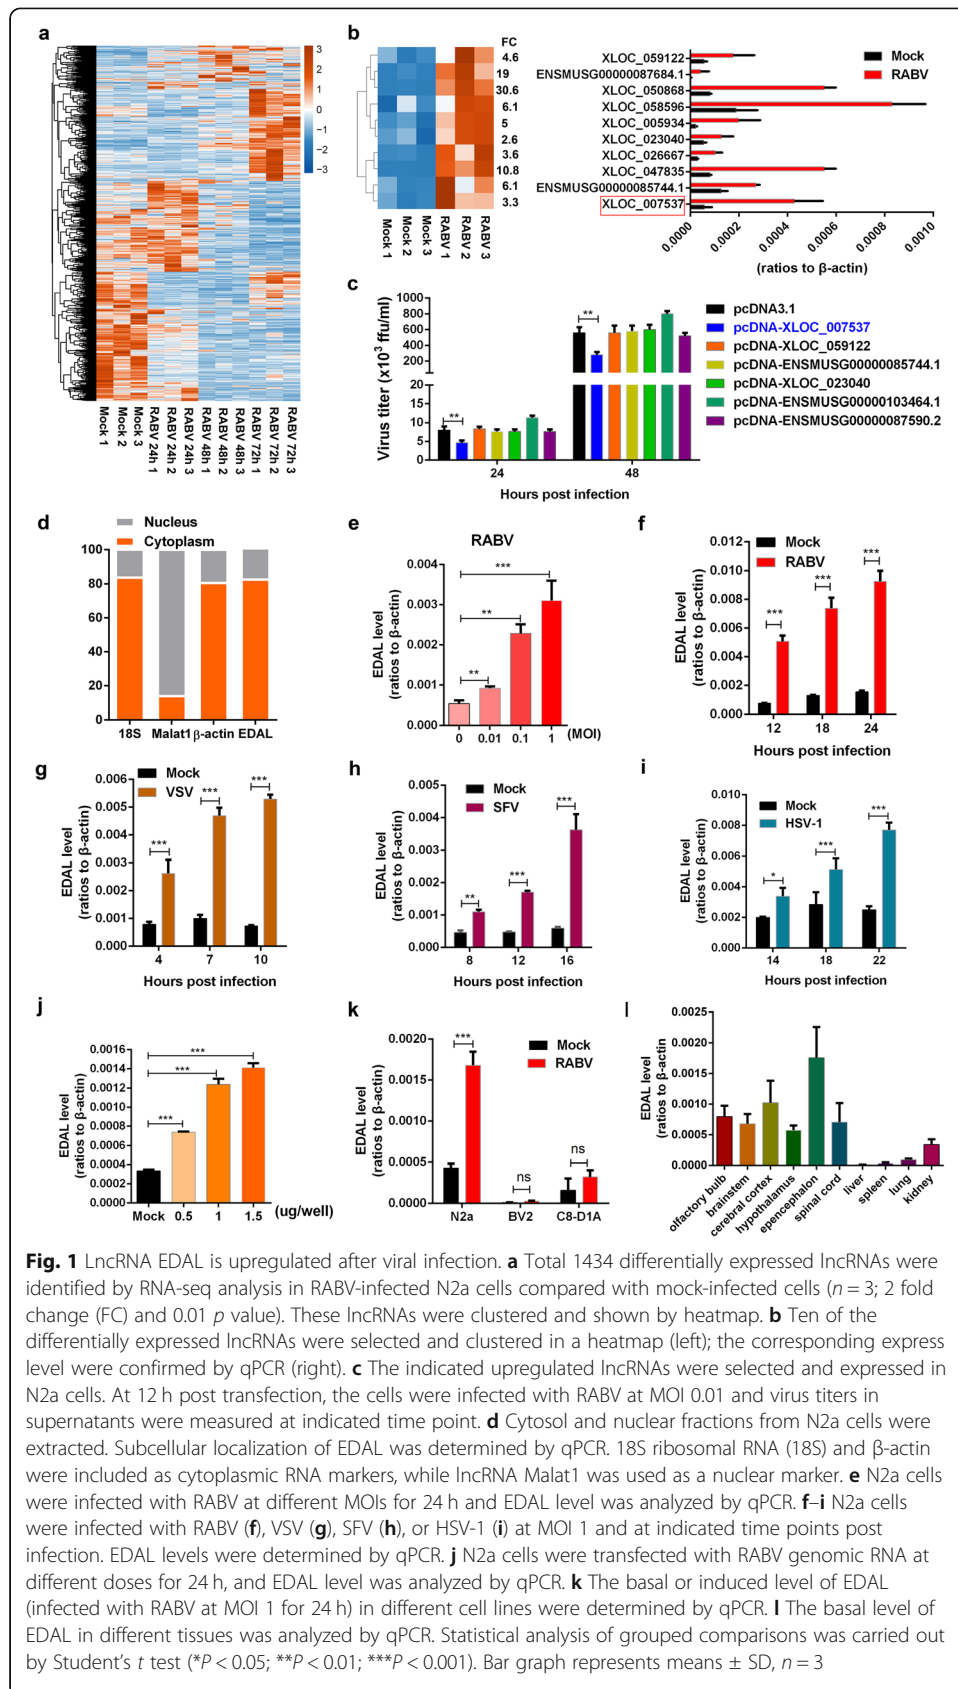 a
3
2
1
0
−1
−2
−3
Mock 1
Mock 2
Mock 3
RABV 24h 1
RABV 24h 2
RABV 24h 3
RABV 48h 1
RABV 48h 2
RABV 48h 3
RABV 72h 1
RABV 72h 2
RABV 72h 3
b
FC
4.6
19
30.6
6.1
5
2.6
3.6
10.8
6.1
3.3
Mock 1
Mock 2
Mock 3
RABV 1
RABV 2
RABV 3
XLOC_059122
ENSMUSG00000087684.1
XLOC_050868
XLOC_058596
XLOC_005934
XLOC_023040
XLOC_026667
XLOC_047835
ENSMUSG00000085744.1
XLOC_007537
Mock
RABV
0.0000
0.0002
0.0004
0.0006
0.0008
0.0010
(ratios to β-actin)
c
Virus titer (x10³ ffu/ml)
1000
800
600
400
200
20
15
10
5
0
**
**
24
48
Hours post infection
pcDNA3.1
pcDNA-XLOC_007537
pcDNA-XLOC_059122
pcDNA-ENSMUSG00000085744.1
pcDNA-XLOC_023040
pcDNA-ENSMUSG00000103464.1
pcDNA-ENSMUSG00000087590.2
d
Nucleus
Cytoplasm
100
80
60
40
20
0
18S Malat1 β-actin EDAL
e
RABV
EDAL level
(ratios to β-actin)
0.004
0.003
0.002
0.001
0.000
***
**
**
0 0.01 0.1 1 (MOI)
f
Mock
RABV
EDAL level
(ratios to β-actin)
0.012
0.010
0.008
0.006
0.004
0.002
0.000
***
***
***
12 18 24
Hours post infection
g
Mock
VSV
EDAL level
(ratios to β-actin)
0.006
0.005
0.004
0.003
0.002
0.001
0.000
***
***
***
4 7 10
Hours post infection
h
Mock
SFV
EDAL level
(ratios to β-actin)
0.005
0.004
0.003
0.002
0.001
0.000
**
***
***
8 12 16
Hours post infection
i
Mock
HSV-1
EDAL level
(ratios to β-actin)
0.010
0.008
0.006
0.004
0.002
0.000
*
***
***
14 18 22
Hours post infection
j
EDAL level
(ratios to β-actin)
0.0016
0.0014
0.0012
0.0010
0.0008
0.0006
0.0004
0.0002
0.0000
***
***
***
Mock 0.5 1 1.5 (ug/well)
k
Mock
RABV
EDAL level
(ratios to β-actin)
0.0020
0.0015
0.0010
0.0005
0.0000
***
ns
ns
N2a BV2 C8-D1A
l
EDAL level
(ratios to β-actin)
0.0025
0.0020
0.0015
0.0010
0.0005
0.0000
olfactory bulb
brainstem
cerebral cortex
hypothalamus
epencephalon
spinal cord
liver
spleen
lung
kidney
Fig. 1 LncRNA EDAL is upregulated after viral infection. a Total 1434 differentially expressed lncRNAs were
identified by RNA-seq analysis in RABV-infected N2a cells compared with mock-infected cells (n = 3; 2 fold
change (FC) and 0.01 p value). These lncRNAs were clustered and shown by heatmap. b Ten of the
differentially expressed lncRNAs were selected and clustered in a heatmap (left); the corresponding express
level were confirmed by qPCR (right). c The indicated upregulated lncRNAs were selected and expressed in
N2a cells. At 12 h post transfection, the cells were infected with RABV at MOI 0.01 and virus titers in
supernatants were measured at indicated time point. d Cytosol and nuclear fractions from N2a cells were
extracted. Subcellular localization of EDAL was determined by qPCR. 18S ribosomal RNA (18S) and β-actin
were included as cytoplasmic RNA markers, while lncRNA Malat1 was used as a nuclear marker. e N2a cells
were infected with RABV at different MOIs for 24 h and EDAL level was analyzed by qPCR. f–i N2a cells
were infected with RABV (f), VSV (g), SFV (h), or HSV-1 (i) at MOI 1 and at indicated time points post
infection. EDAL levels were determined by qPCR. j N2a cells were transfected with RABV genomic RNA at
different doses for 24 h, and EDAL level was analyzed by qPCR. k The basal or induced level of EDAL
(infected with RABV at MOI 1 for 24 h) in different cell lines were determined by qPCR. l The basal level of
EDAL in different tissues was analyzed by qPCR. Statistical analysis of grouped comparisons was carried out
by Student's t test (*P < 0.05; **P < 0.01; ***P < 0.001). Bar graph represents means ± SD, n = 3